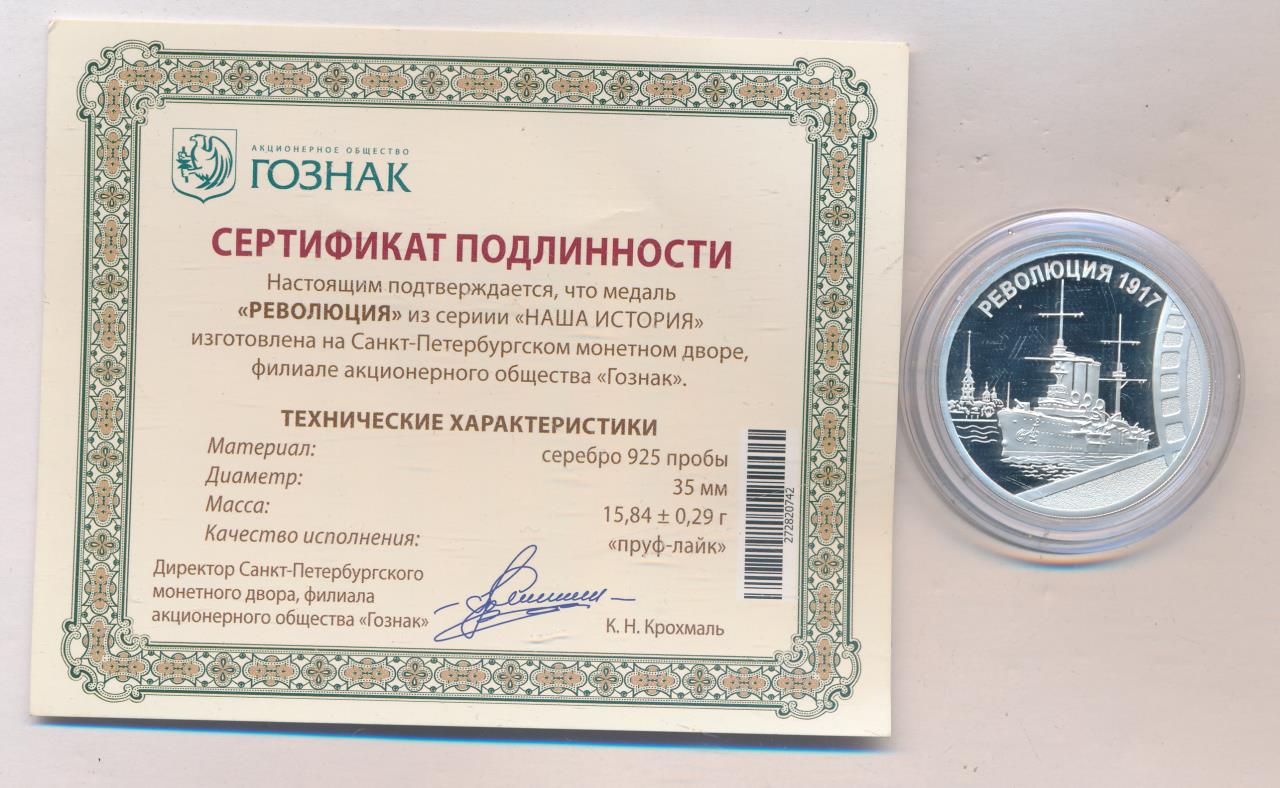 АКЦИОНЕРНОЕ ОБЩЕСТВО
ГОЗНАК
СЕРТИФИКАТ ПОДЛИННОСТИ
Настоящим подтверждается, что медаль
«РЕВОЛЮЦИЯ» из сериии «НАША ИСТОРИЯ»
изготовлена на Санкт-Петербургском монетном дворе,
филиале акционерного общества «Гознак».
ТЕХНИЧЕСКИЕ ХАРАКТЕРИСТИКИ
Материал: серебро 925 пробы
Диаметр: 35 мм
Масса: 15,84 ± 0,29 г
Качество исполнения: «пруф-лайк»
272820742
Директор Санкт-Петербургского
монетного двора, филиала
акционерного общества «Гознак»
К. Н. Крохмаль
РЕВОЛЮЦИЯ 1917